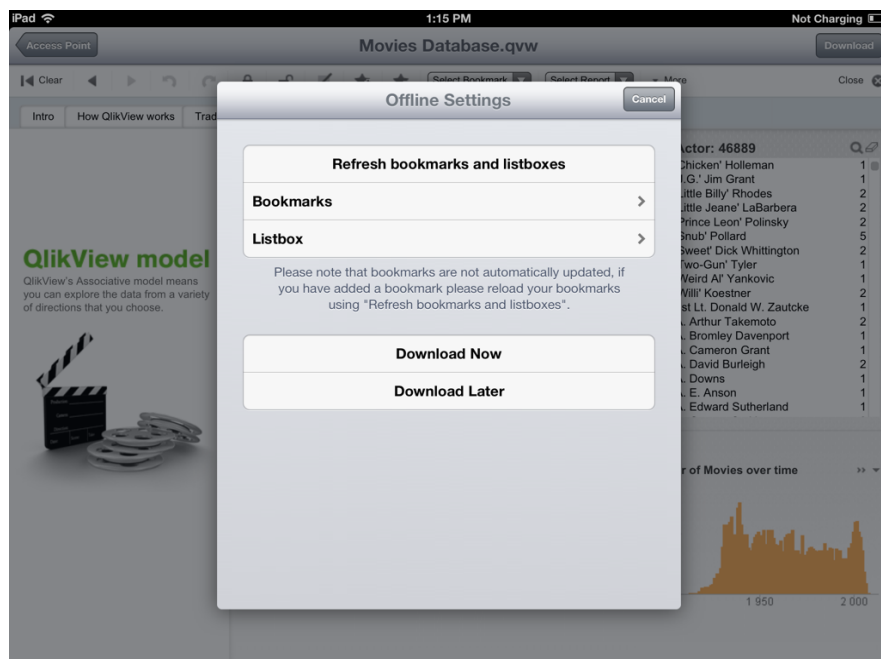 iPad
1:15 PM
Not Charging
Access Point
Movies Database.qvw
Download
Clear
Select Bookmark
Select Report
More
Close
Intro
How QlikView works
Trad
Offline Settings
Cancel
Refresh bookmarks and listboxes
Bookmarks
Listbox
Please note that bookmarks are not automatically updated, if
you have added a bookmark please reload your bookmarks
using "Refresh bookmarks and listboxes".
Download Now
Download Later
QlikView model
QlikView's Associative model means
you can explore the data from a variety
of directions that you choose.
Actor: 46889
Chicken' Holleman 1
J.G.' Jim Grant 1
Little Billy' Rhodes 2
Little Jeane' LaBarbera 2
Prince Leon' Polinsky 2
Snub' Pollard 5
Sweet' Dick Whittington 2
Two-Gun' Tyler 1
Weird Al' Yankovic 1
Willi' Koestner 2
st Lt. Donald W. Zautcke 1
. Arthur Takemoto 2
. Bromley Davenport 1
. Cameron Grant 1
. David Burleigh 2
. Downs 1
. E. Anson 1
. Edward Sutherland 1
r of Movies over time
1 950
2 000